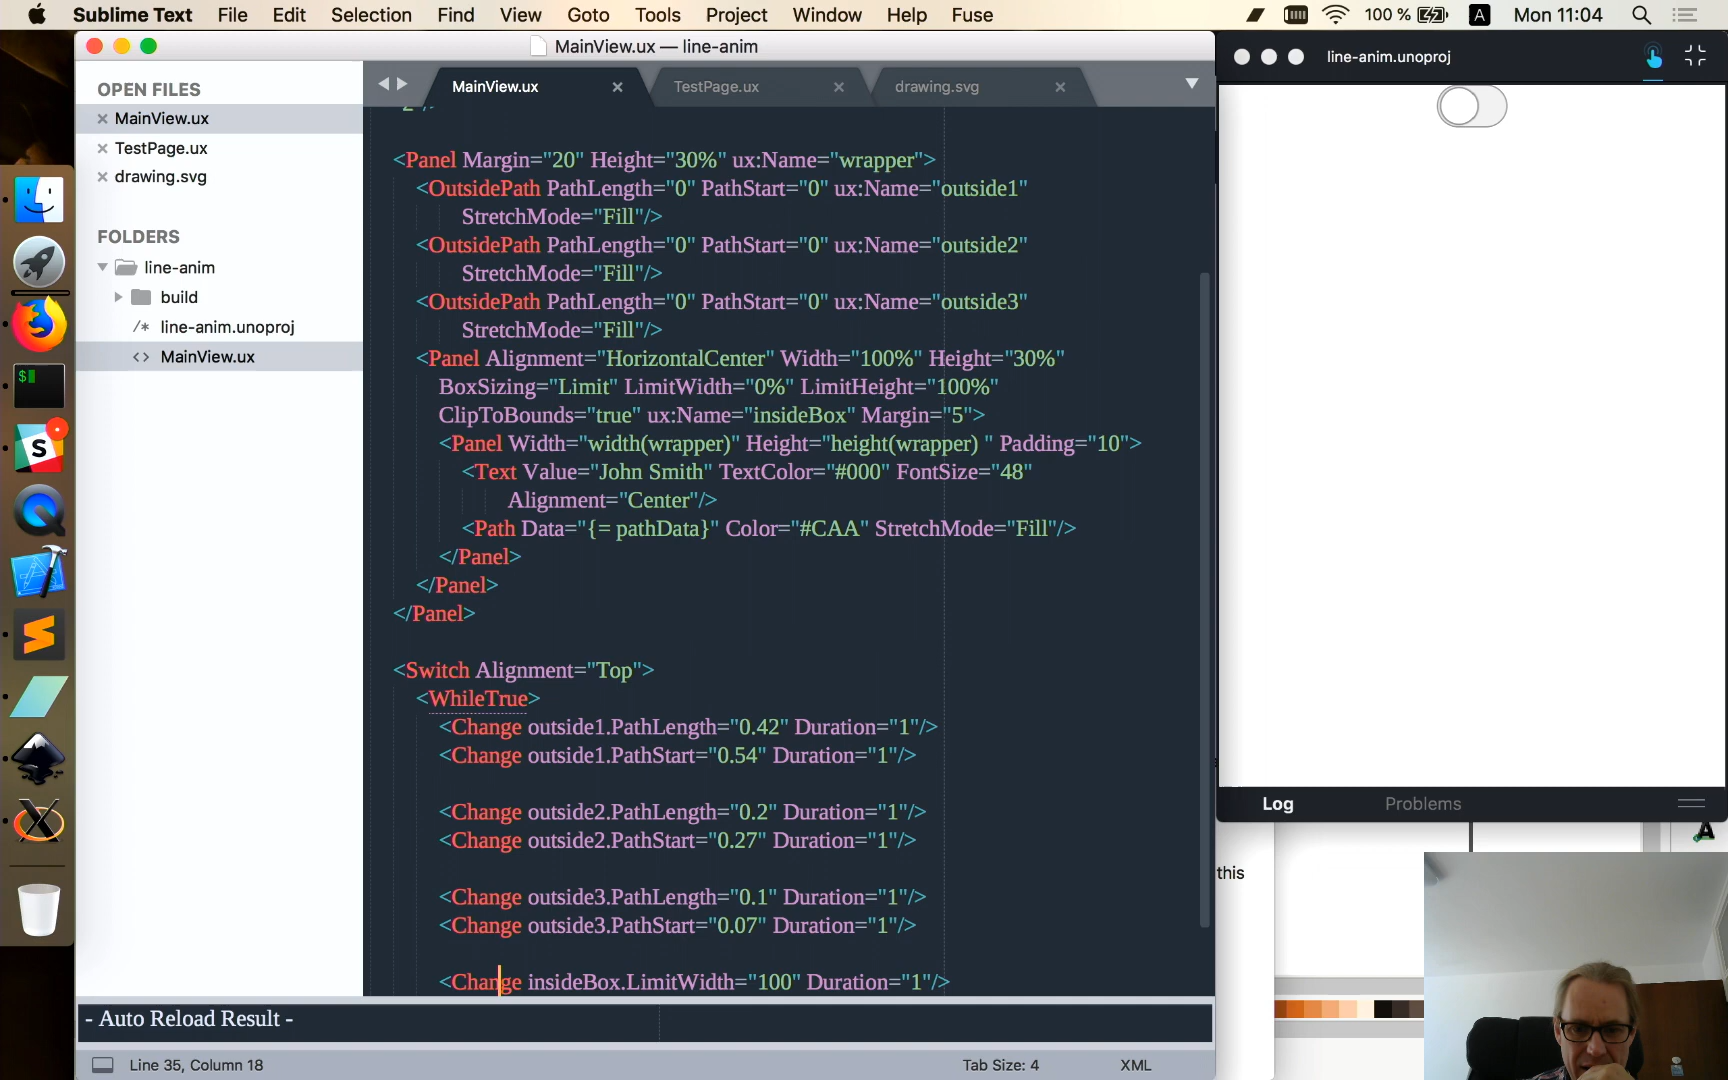 Sublime Text File Edit Selection Find View Goto Tools Project Window Help Fuse 100 % A Mon 11:04
MainView.ux — line-anim
line-anim.unoproj
OPEN FILES
MainView.ux
TestPage.ux
drawing.svg
FOLDERS
line-anim
build
/* line-anim.unoproj
<> MainView.ux
MainView.ux TestPage.ux drawing.svg
<Panel Margin="20" Height="30%" ux:Name="wrapper">
<OutsidePath PathLength="0" PathStart="0" ux:Name="outside1"
StretchMode="Fill"/>
<OutsidePath PathLength="0" PathStart="0" ux:Name="outside2"
StretchMode="Fill"/>
<OutsidePath PathLength="0" PathStart="0" ux:Name="outside3"
StretchMode="Fill"/>
<Panel Alignment="HorizontalCenter" Width="100%" Height="30%"
BoxSizing="Limit" LimitWidth="0%" LimitHeight="100%"
ClipToBounds="true" ux:Name="insideBox" Margin="5">
<Panel Width="width(wrapper)" Height="height(wrapper) " Padding="10">
<Text Value="John Smith" TextColor="#000" FontSize="48"
Alignment="Center"/>
<Path Data="{= pathData}" Color="#CAA" StretchMode="Fill"/>
</Panel>
</Panel>
</Panel>
<Switch Alignment="Top">
<WhileTrue>
<Change outside1.PathLength="0.42" Duration="1"/>
<Change outside1.PathStart="0.54" Duration="1"/>
<Change outside2.PathLength="0.2" Duration="1"/>
<Change outside2.PathStart="0.27" Duration="1"/>
<Change outside3.PathLength="0.1" Duration="1"/>
<Change outside3.PathStart="0.07" Duration="1"/>
<Change insideBox.LimitWidth="100" Duration="1"/>
- Auto Reload Result -
Line 35, Column 18
Tab Size: 4
XML
Log Problems
this
$
S
A